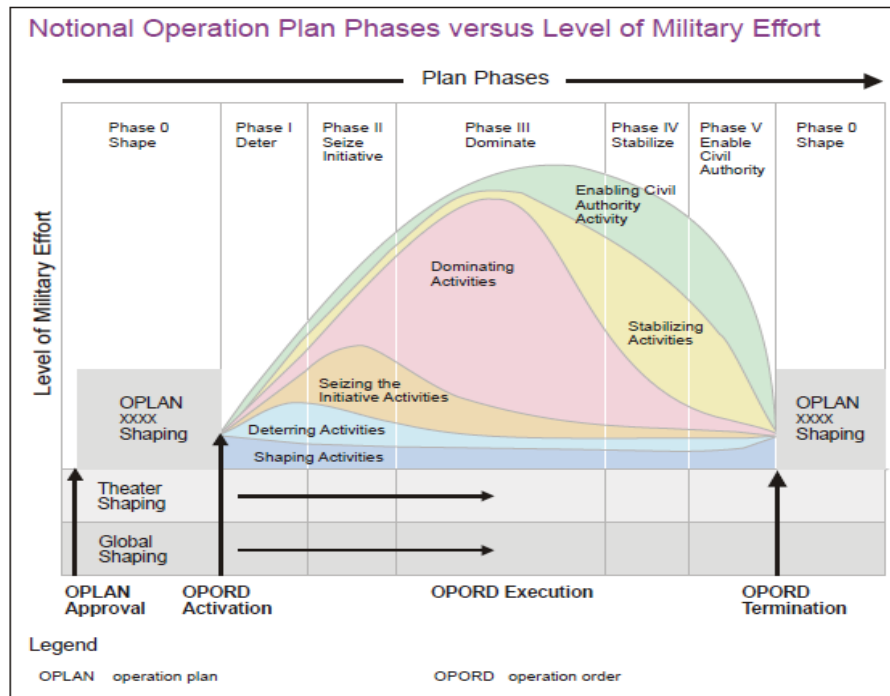 Notional Operation Plan Phases versus Level of Military Effort
Plan Phases
Phase 0
Shape
Phase I
Deter
Phase II
Seize
Initiative
Phase III
Dominate
Phase IV
Stabilize
Phase V
Enable
Civil
Authority
Phase 0
Shape
Level of Military Effort
Enabling Civil
Authority
Activity
Dominating
Activities
Stabilizing
Activities
Seizing the
Initiative Activities
Deterring Activities
Shaping Activities
OPLAN
xxxx
Shaping
OPLAN
xxxx
Shaping
Theater
Shaping
Global
Shaping
OPLAN
Approval
OPORD
Activation
OPORD Execution
OPORD
Termination
Legend
OPLAN operation plan
OPORD operation order